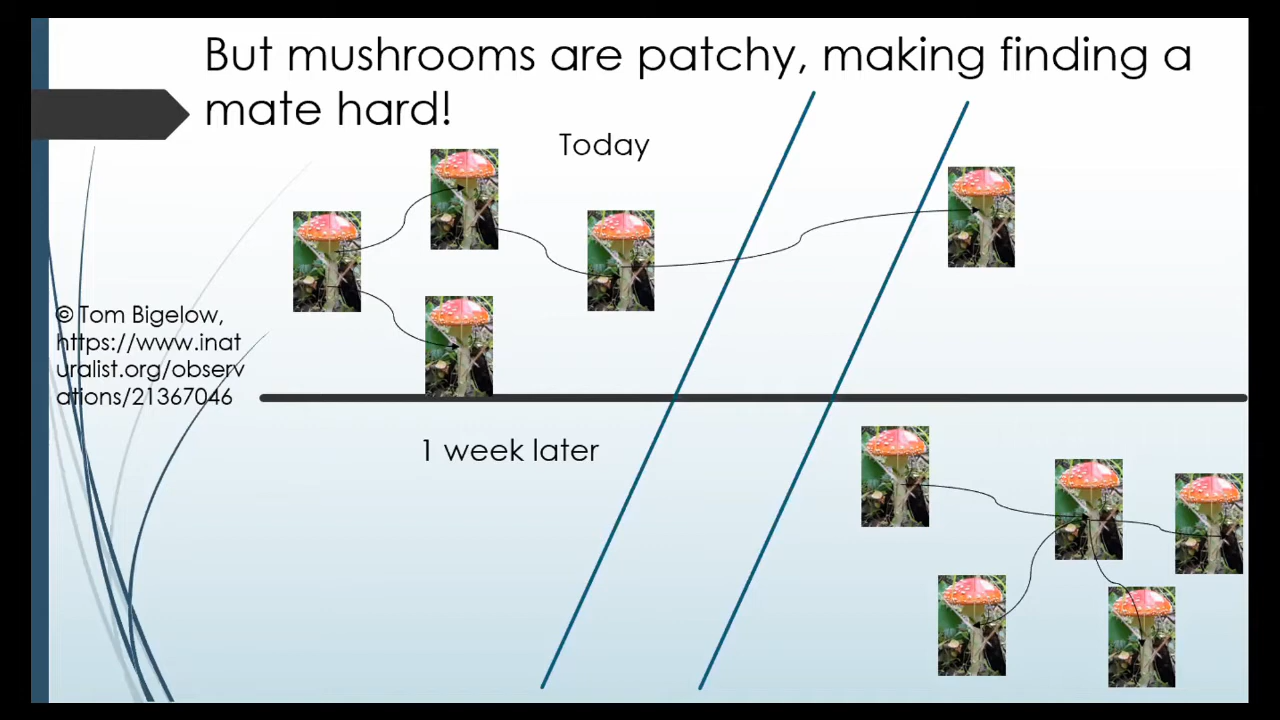 But mushrooms are patchy, making finding a
mate hard!
Today
© Tom Bigelow,
https://www.inat
uralist.org/observ
ations/21367046
1 week later